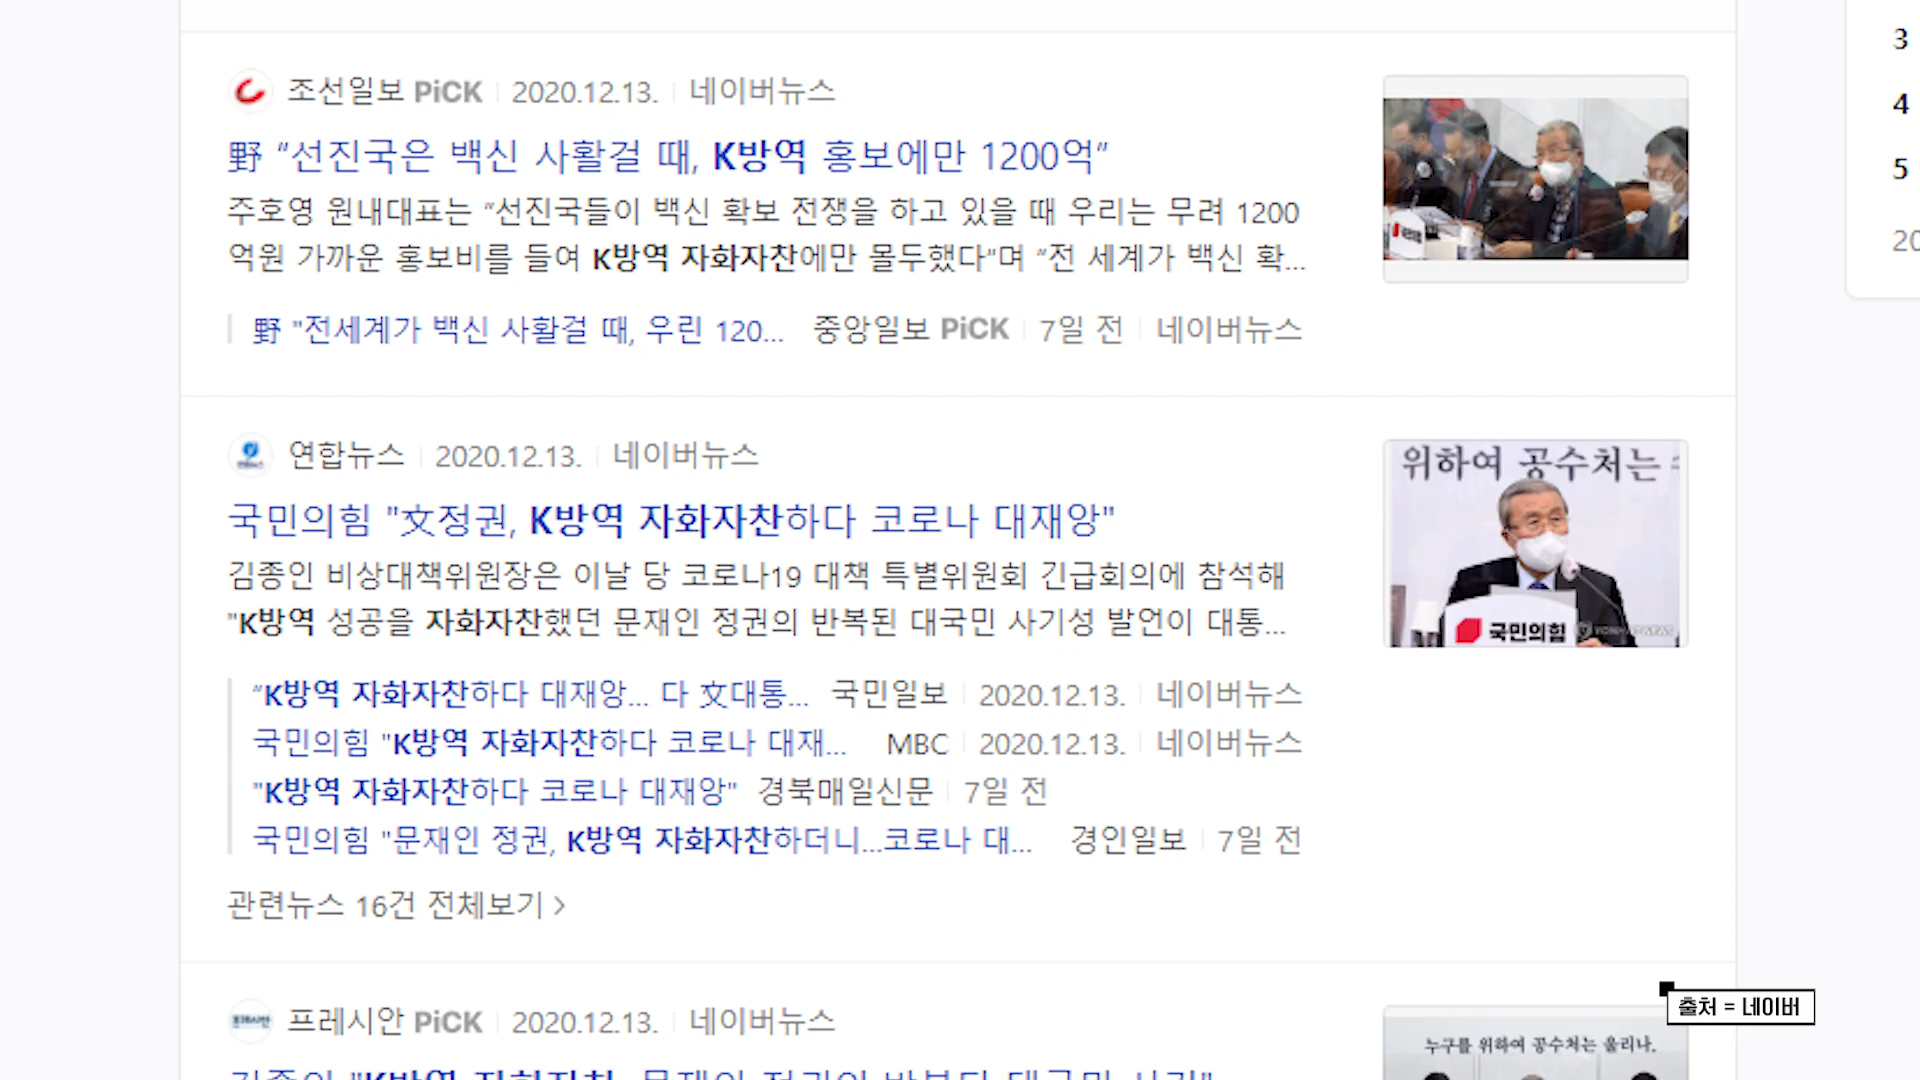 조선일보 PiCK 2020.12.13. 네이버뉴스
野 “선진국은 백신 사활걸 때, K방역 홍보에만 1200억”
주호영 원내대표는 “선진국들이 백신 확보 전쟁을 하고 있을 때 우리는 무려 1200
억원 가까운 홍보비를 들여 K방역 자화자찬에만 몰두했다”며 “전 세계가 백신 확...
野 "전세계가 백신 사활걸 때, 우린 120... 중앙일보 PiCK 7일 전 네이버뉴스
연합뉴스 2020.12.13. 네이버뉴스
국민의힘 "文정권, K방역 자화자찬하다 코로나 대재앙"
김종인 비상대책위원장은 이날 당 코로나19 대책 특별위원회 긴급회의에 참석해
"K방역 성공을 자화자찬했던 문재인 정권의 반복된 대국민 사기성 발언이 대통...
“K방역 자화자찬하다 대재앙... 다 文대통... 국민일보 2020.12.13. 네이버뉴스
국민의힘 "K방역 자화자찬하다 코로나 대재... MBC 2020.12.13. 네이버뉴스
"K방역 자화자찬하다 코로나 대재앙" 경북매일신문 7일 전
국민의힘 "문재인 정권, K방역 자화자찬하더니...코로나 대... 경인일보 7일 전
관련뉴스 16건 전체보기 >
프레시안 PiCK 2020.12.13. 네이버뉴스
위하여 공수처는
국민의힘
누구를 위하여 공수처는 울리나.
3
4
5
20
출처 = 네이버